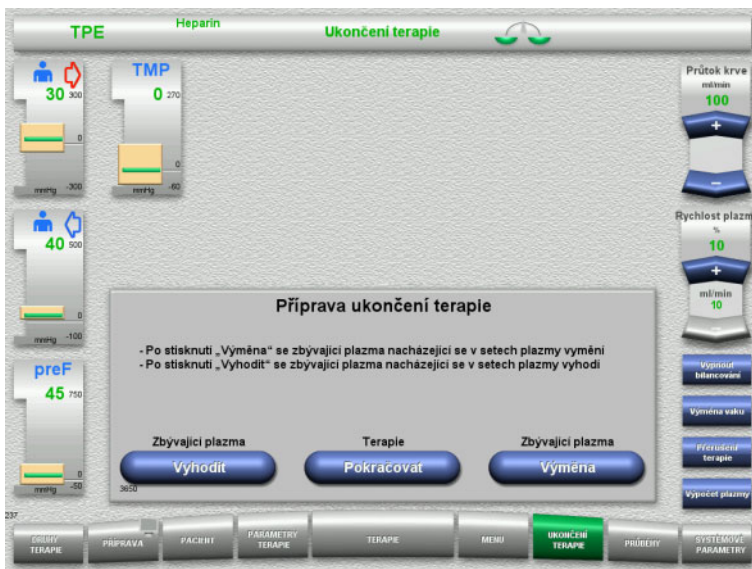 TPE
Heparin
Ukončení terapie
30 300
0
mmHg -300
TMP
0 270
0
mmHg -60
Průtok krve
ml/min
100
+
–
40 500
0
mmHg -100
Rychlost plazm
%
10
+
ml/min
10
–
preF
45 750
0
mmHg -50
Příprava ukončení terapie
- Po stisknutí „Výměna“ se zbývající plazma nacházející se v setech plazmy vymění
- Po stisknutí „Vyhodit“ se zbývající plazma nacházející se v setech plazmy vyhodí
Zbývající plazma
Vyhodit
Terapie
Pokračovat
Zbývající plazma
Výměna
3650
Vypnout
bilancování
Výměna vaku
Přerušení
terapie
Výpočet plazmy
237
DRUHY
TERAPIE
PŘÍPRAVA
PACIENT
PARAMETRY
TERAPIE
TERAPIE
MENU
UKONČENÍ
TERAPIE
PRŮBĚHY
SYSTÉMOVÉ
PARAMETRY